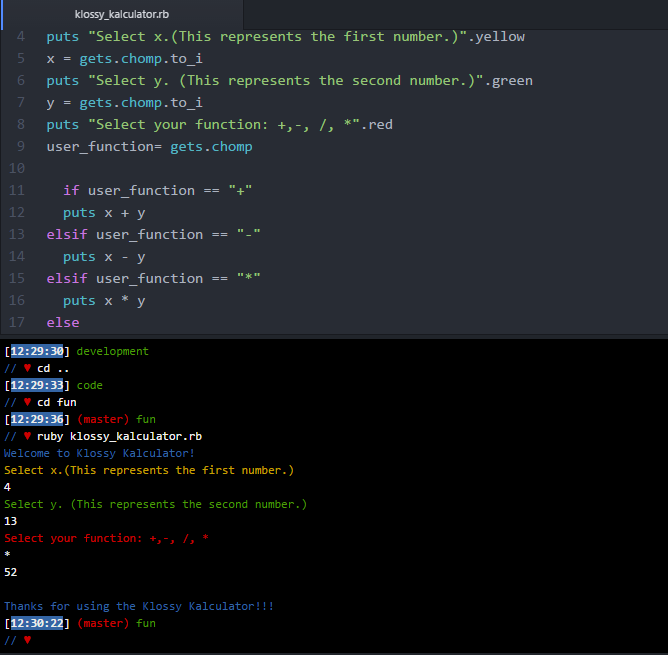 klossy_kalculator.rb
4 puts "Select x.(This represents the first number.)".yellow
5 x = gets.chomp.to_i
6 puts "Select y. (This represents the second number.)".green
7 y = gets.chomp.to_i
8 puts "Select your function: +,-, /, *".red
9 user_function= gets.chomp
10
11 if user_function == "+"
12 puts x + y
13 elsif user_function == "-"
14 puts x - y
15 elsif user_function == "*"
16 puts x * y
17 else
[12:29:30] development
// ♥ cd ..
[12:29:33] code
// ♥ cd fun
[12:29:36] (master) fun
// ♥ ruby klossy_kalculator.rb
Welcome to Klossy Kalculator!
Select x.(This represents the first number.)
4
Select y. (This represents the second number.)
13
Select your function: +,-, /, *
*
52
Thanks for using the Klossy Kalculator!!!
[12:30:22] (master) fun
// ♥